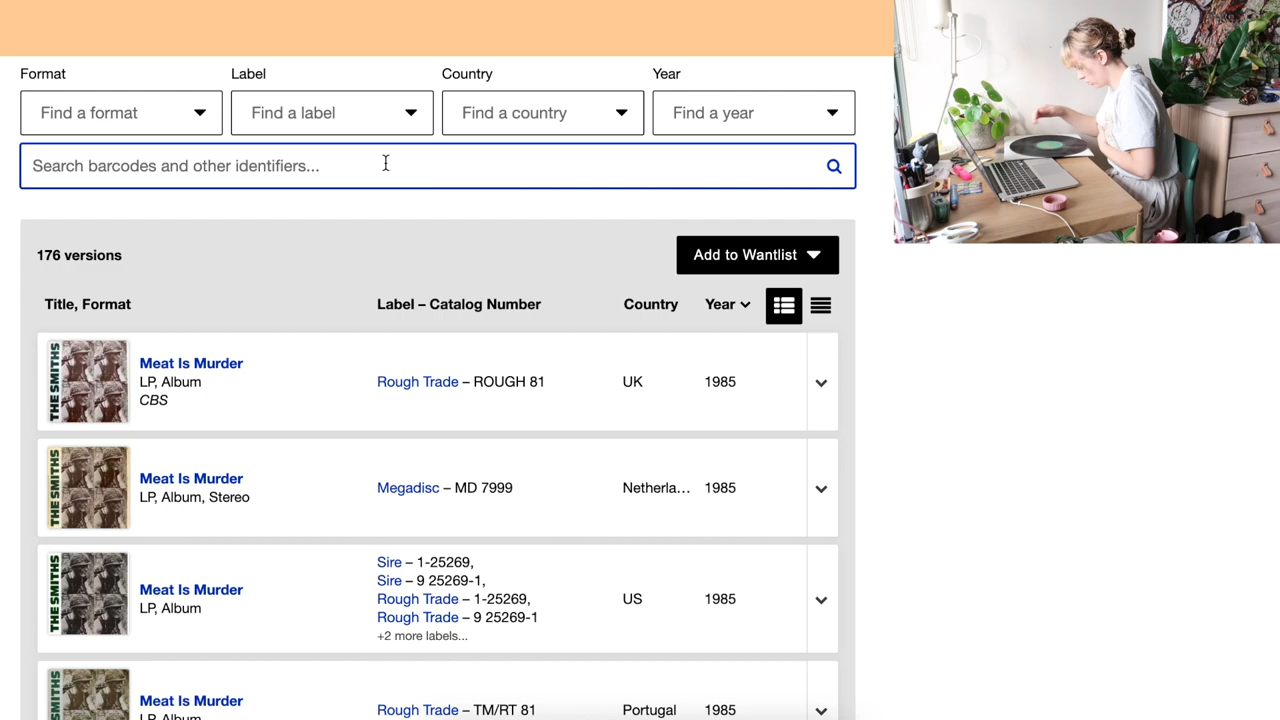 Format Label Country Year
Find a format Find a label Find a country Find a year
Search barcodes and other identifiers...
176 versions Add to Wantlist
Title, Format Label – Catalog Number Country Year
THE SMITHS
Meat Is Murder
LP, Album
CBS
Rough Trade – ROUGH 81 UK 1985
THE SMITHS
Meat Is Murder
LP, Album, Stereo
Megadisc – MD 7999 Netherla... 1985
THE SMITHS
Meat Is Murder
LP, Album
Sire – 1-25269,
Sire – 9 25269-1,
Rough Trade – 1-25269,
Rough Trade – 9 25269-1
+2 more labels...
US 1985
Meat Is Murder
LP, Album
Rough Trade – TM/RT 81 Portugal 1985